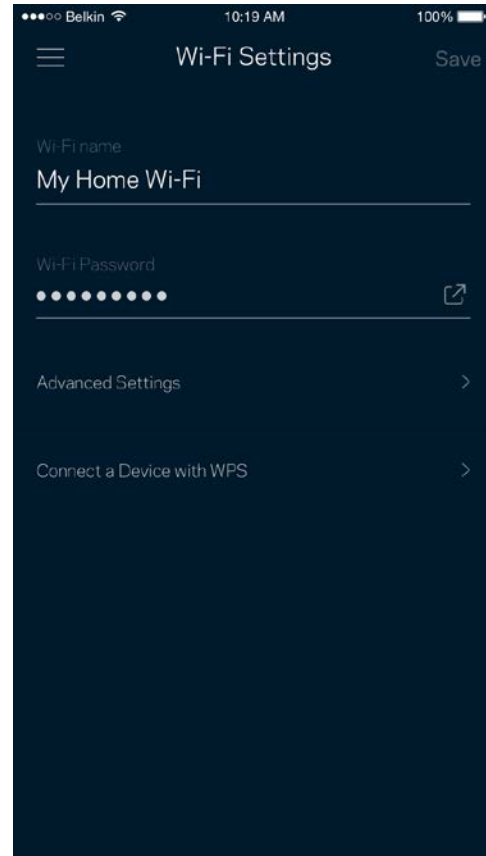 ●●●○○ Belkin 10:19 AM 100%
Wi-Fi Settings Save
Wi-Fi name
My Home Wi-Fi
Wi-Fi Password
●●●●●●●●●
Advanced Settings >
Connect a Device with WPS >